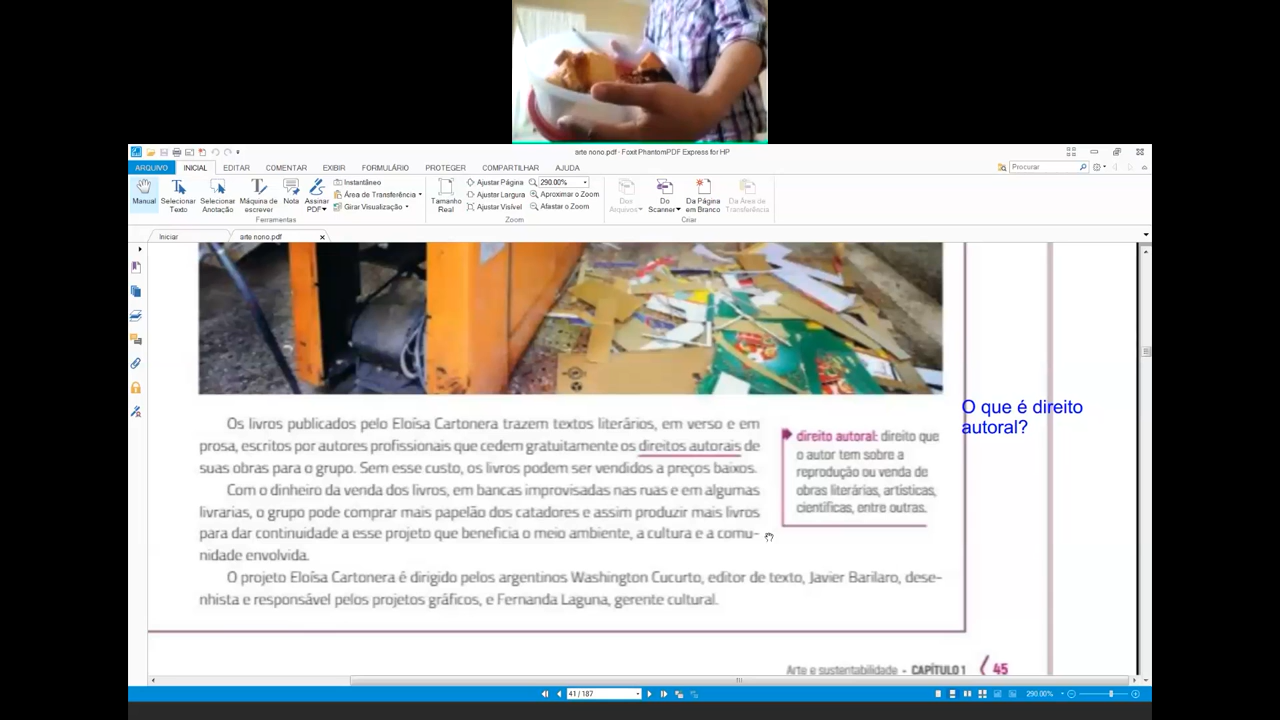 arte nono.pdf - Foxit PhantomPDF Express for HP
ARQUIVO INICIAL EDITAR COMENTAR EXIBIR FORMULÁRIO PROTEGER COMPARTILHAR AJUDA
Procurar
Manual
Selecionar Texto
Selecionar Anotação
Máquina de escrever
Nota
Assinar PDF
Instantâneo
Área de Transferência
Girar Visualização
Ferramentas
Tamanho Real
Ajustar Página
Ajustar Largura
Ajustar Visível
290.00%
Aproximar o Zoom
Afastar o Zoom
Zoom
Dos Arquivos
Do Scanner
Da Página em Branco
Da Área de Transferência
Criar
Iniciar
arte nono.pdf
Os livros publicados pelo Eloísa Cartonera trazem textos literários, em verso e em
prosa, escritos por autores profissionais que cedem gratuitamente os direitos autorais de
suas obras para o grupo. Sem esse custo, os livros podem ser vendidos a preços baixos.
Com o dinheiro da venda dos livros, em bancas improvisadas nas ruas e em algumas
livrarias, o grupo pode comprar mais papelão dos catadores e assim produzir mais livros
para dar continuidade a esse projeto que beneficia o meio ambiente, a cultura e a comu-
nidade envolvida.
O projeto Eloísa Cartonera é dirigido pelos argentinos Washington Cucurto, editor de texto, Javier Barilaro, dese-
nhista e responsável pelos projetos gráficos, e Fernanda Laguna, gerente cultural.
direito autoral: direito que
o autor tem sobre a
reprodução ou venda de
obras literárias, artísticas,
científicas, entre outras.
O que é direito
autoral?
Arte e sustentabilidade - CAPÍTULO 1 45
41 / 187
290.00%